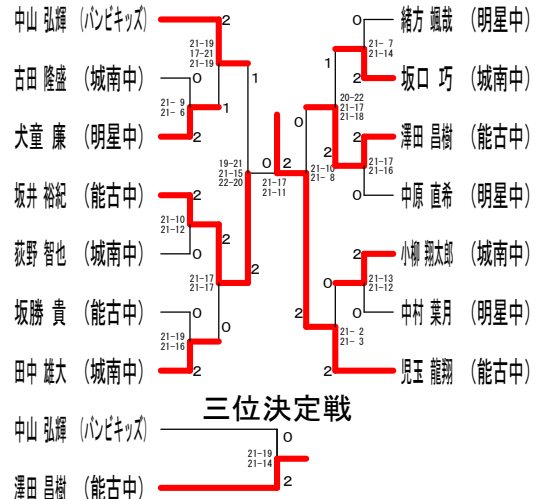 中山 弘輝 (バンビキッズ) 2
21-19
17-21
21-19
1
古田 隆盛 (城南中) 0
21- 9
21- 6
1
犬童 廉 (明星中) 2
19-21
21-15
22-20
坂井 裕紀 (能古中) 2
21-10
21-12
2
荻野 智也 (城南中) 0
21-17
21-17
2
坂勝 貴 (能古中) 0
21-19
21-16
0
田中 雄大 (城南中) 2
0 2
21-17
21-11
0 緒方 颯哉 (明星中)
21- 7
21-14
1
2 坂口 巧 (城南中)
20-22
21-17
21-18
0
2 澤田 昌樹 (能古中)
21-17
21-16
2
0 中原 直希 (明星中)
21-10
21- 8
2 小柳 翔太郎 (城南中)
21-13
21-12
0
0 中村 葉月 (明星中)
21- 2
21- 3
2
2 児玉 龍翔 (能古中)
三位決定戦
中山 弘輝 (バンビキッズ) 0
21-19
21-14
澤田 昌樹 (能古中) 2